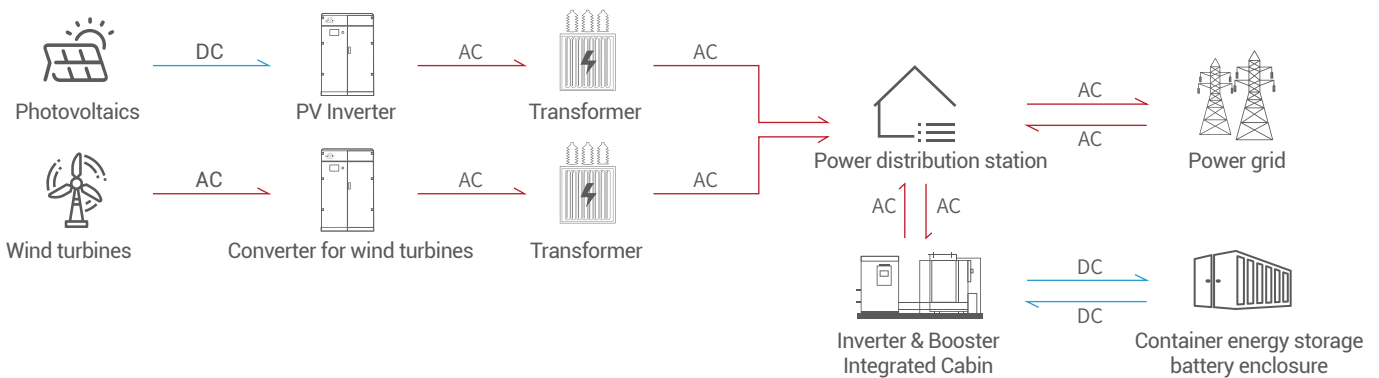 DC
AC
AC
Photovoltaics
PV Inverter
Transformer
AC
AC
AC
Wind turbines
Converter for wind turbines
Transformer
Power distribution station
AC
AC
Power grid
AC
AC
Inverter & Booster
Integrated Cabin
DC
DC
Container energy storage
battery enclosure